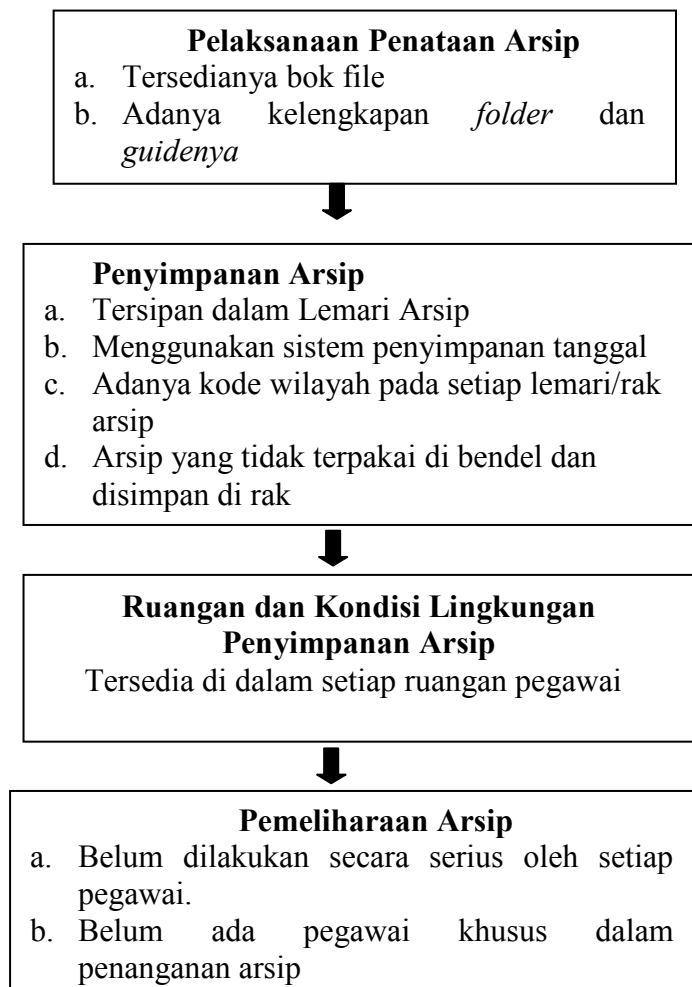 Pelaksanaan Penataan Arsip
a. Tersedianya bok file
b. Adanya kelengkapan folder dan
guidenya
Penyimpanan Arsip
a. Tersipan dalam Lemari Arsip
b. Menggunakan sistem penyimpanan tanggal
c. Adanya kode wilayah pada setiap lemari/rak
arsip
d. Arsip yang tidak terpakai di bendel dan
disimpan di rak
Ruangan dan Kondisi Lingkungan
Penyimpanan Arsip
Tersedia di dalam setiap ruangan pegawai
Pemeliharaan Arsip
a. Belum dilakukan secara serius oleh setiap
pegawai.
b. Belum ada pegawai khusus dalam
penanganan arsip